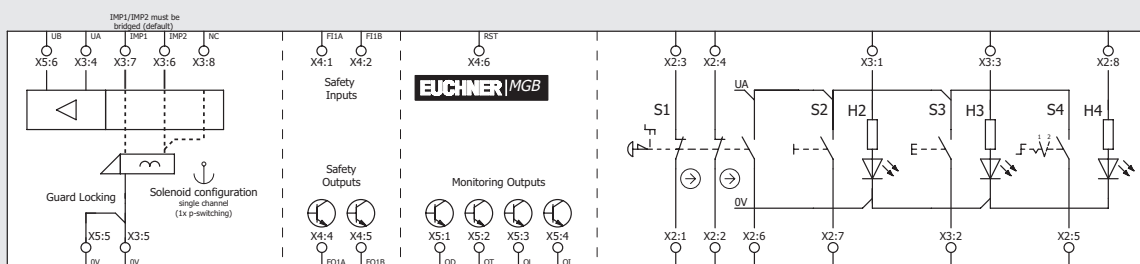 IMP1/IMP2 must be
bridged (default)
UB UA IMP1 IMP2 NC FI1A FI1B RST
X5:6 X3:4 X3:7 X3:6 X3:8 X4:1 X4:2 X4:6 X2:3 X2:4 X3:1 X3:3 X2:8
Safety
Inputs
EUCHNER MGB
UA
S1 S2 H2 S3 H3 S4 H4
1 2
Guard Locking
Solenoid configuration
single channel
(1x p-switching)
Safety
Outputs
Monitoring Outputs
0V
X5:5 X3:5 X4:4 X4:5 X5:1 X5:2 X5:3 X5:4 X2:1 X2:2 X2:6 X2:7 X3:2 X2:5
0V 0V FO1A FO1B OD OT OL OI